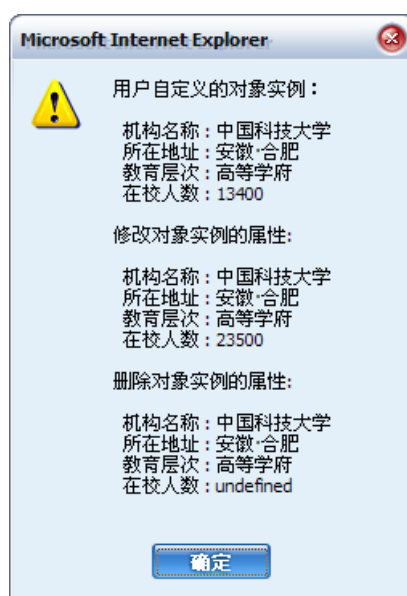 Microsoft Internet Explorer
用户自定义的对象实例：
机构名称 : 中国科技大学
所在地址 : 安徽·合肥
教育层次 : 高等学府
在校人数 : 13400
修改对象实例的属性:
机构名称 : 中国科技大学
所在地址 : 安徽·合肥
教育层次 : 高等学府
在校人数 : 23500
删除对象实例的属性:
机构名称 : 中国科技大学
所在地址 : 安徽·合肥
教育层次 : 高等学府
在校人数 : undefined
确定